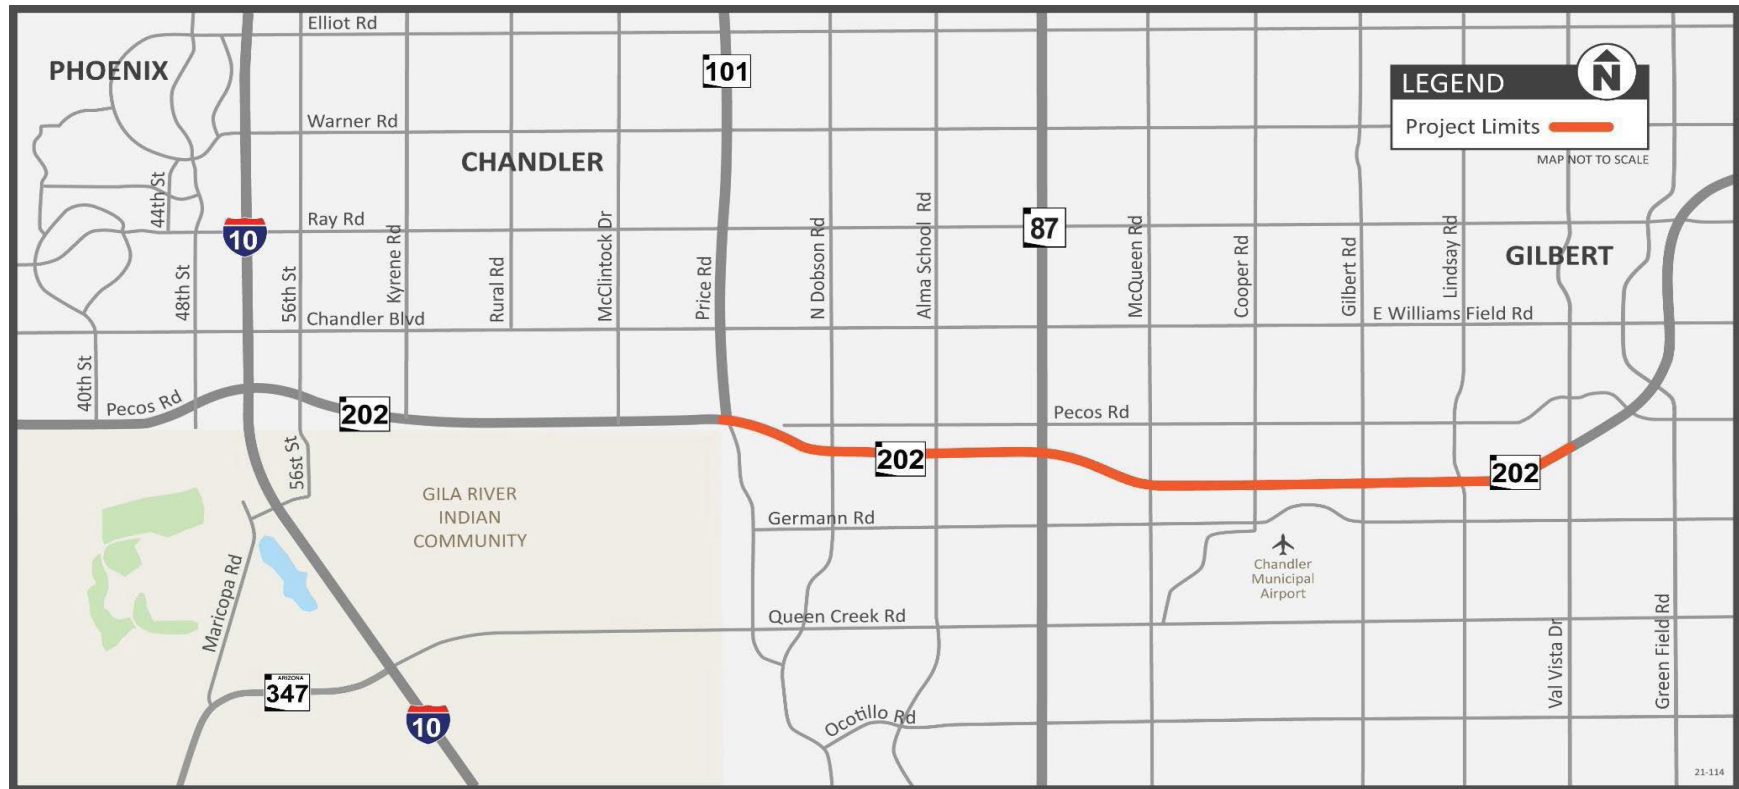 Elliot Rd
PHOENIX
101
LEGEND
N
Project Limits
MAP NOT TO SCALE
Warner Rd
CHANDLER
44th St
Ray Rd
10
48th St
56th St
Kyrene Rd
Rural Rd
McClintock Dr
Price Rd
N Dobson Rd
Alma School Rd
87
McQueen Rd
Cooper Rd
Gilbert Rd
Lindsay Rd
GILBERT
Chandler Blvd
E Williams Field Rd
40th St
Pecos Rd
202
Pecos Rd
202
202
56st St
GILA RIVER
INDIAN
COMMUNITY
Germann Rd
Chandler
Municipal
Airport
Maricopa Rd
Queen Creek Rd
Val Vista Dr
Green Field Rd
ARIZONA
347
10
Ocotillo Rd
21-114